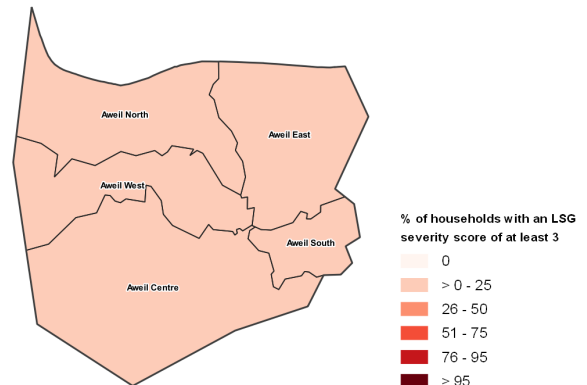 Aweil North
Aweil East
Aweil West
Aweil South
Aweil Centre
% of households with an LSG
severity score of at least 3
0
> 0 - 25
26 - 50
51 - 75
76 - 95
> 95